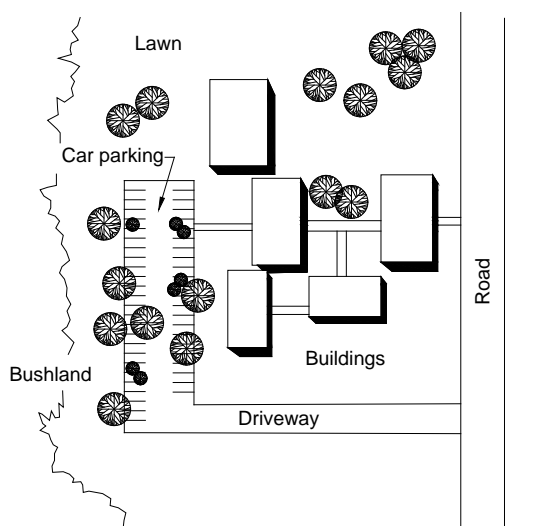 Lawn
Car parking
Road
Buildings
Bushland
Driveway